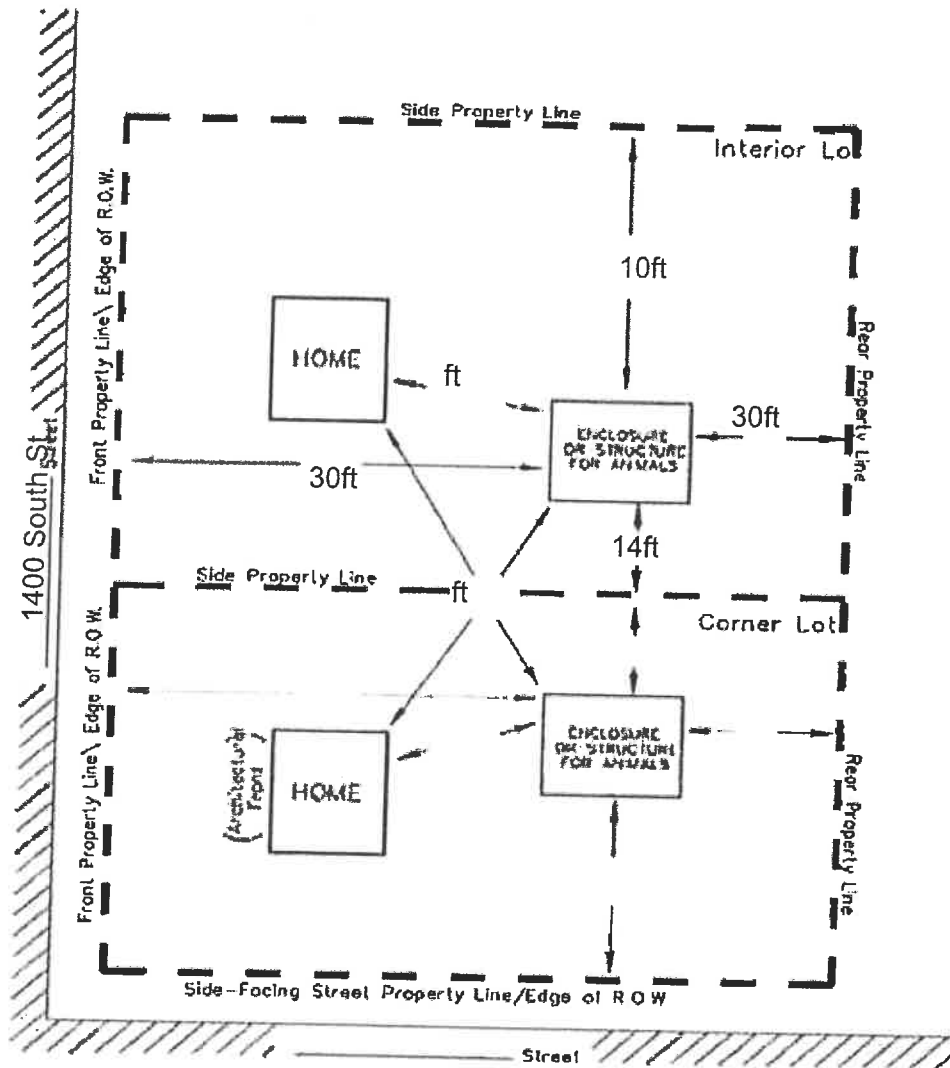 Side Property Line
Interior Lo
Front Property Line\ Edge of R.O.W.
10ft
HOME
ft
Rear Property Line
ENCLOSURE
OR STRUCTURE
FOR ANIMALS
30ft
30ft
1400 South St.
Street
14ft
Side Property Line
ft
Corner Lot
Front Property Line\ Edge of R.O.W.
ENCLOSURE
OR STRUCTURE
FOR ANIMALS
HOME
(Architectural
Rear Property Line
Side-Facing Street Property Line/Edge of R O W
Street